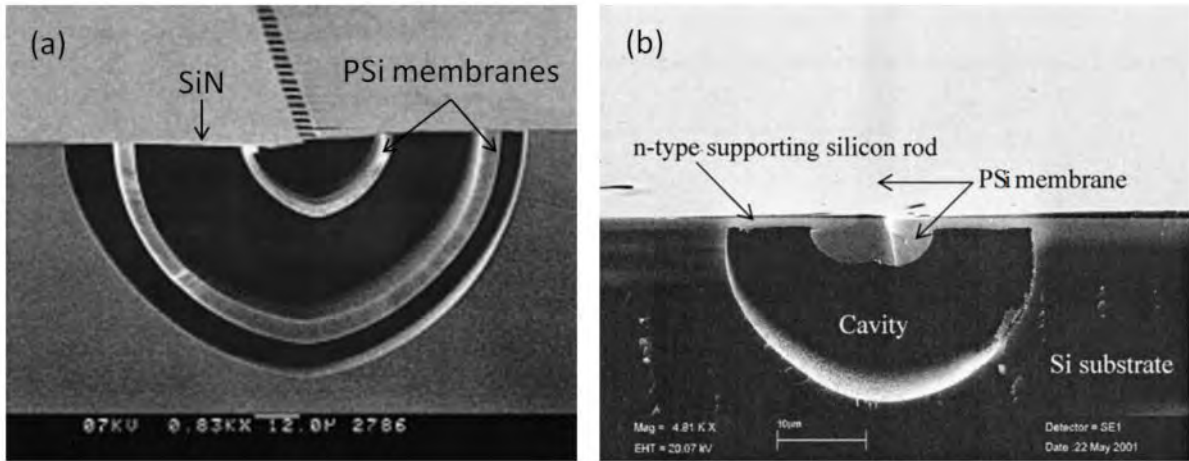 (a)
SiN
PSi membranes
07KV 0.83KX 12.0µ 2786
(b)
n-type supporting silicon rod
PSi membrane
Cavity
Si substrate
Mag = 4.81 K X
EHT = 20.07 kV
10µm
Detector = SE1
Date :22 May 2001